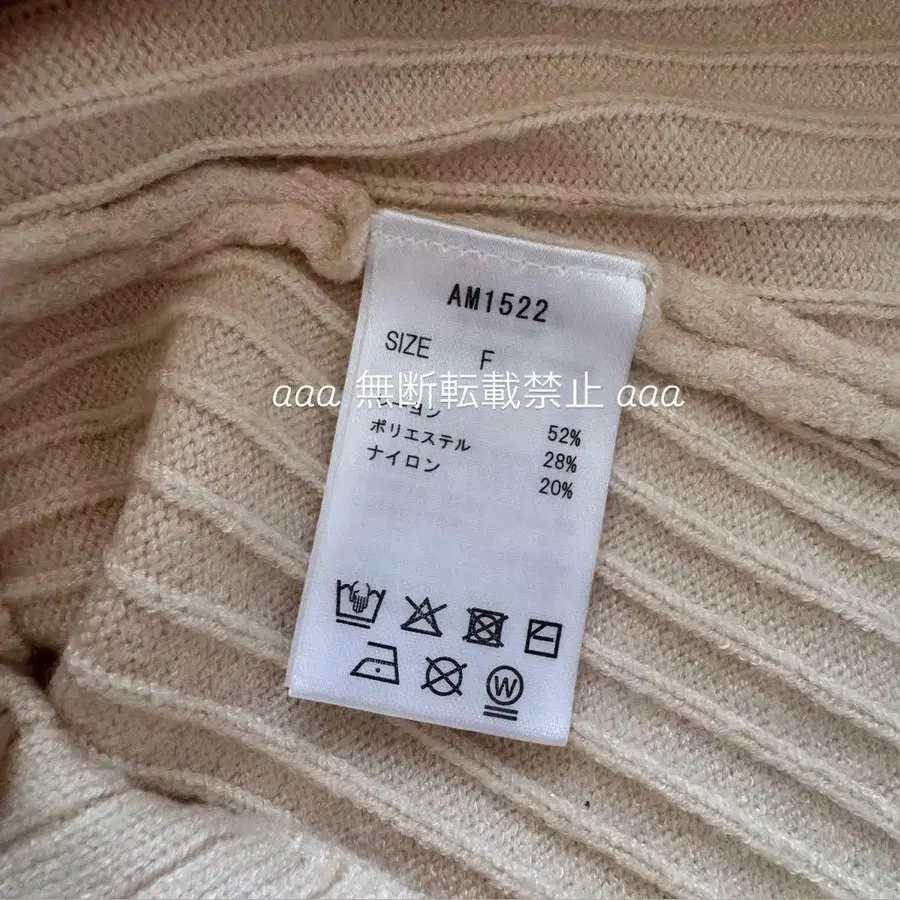 AM1522
SIZE F
aaa 無断転載禁止 aaa
52%
ポリエステル 28%
ナイロン 20%
W